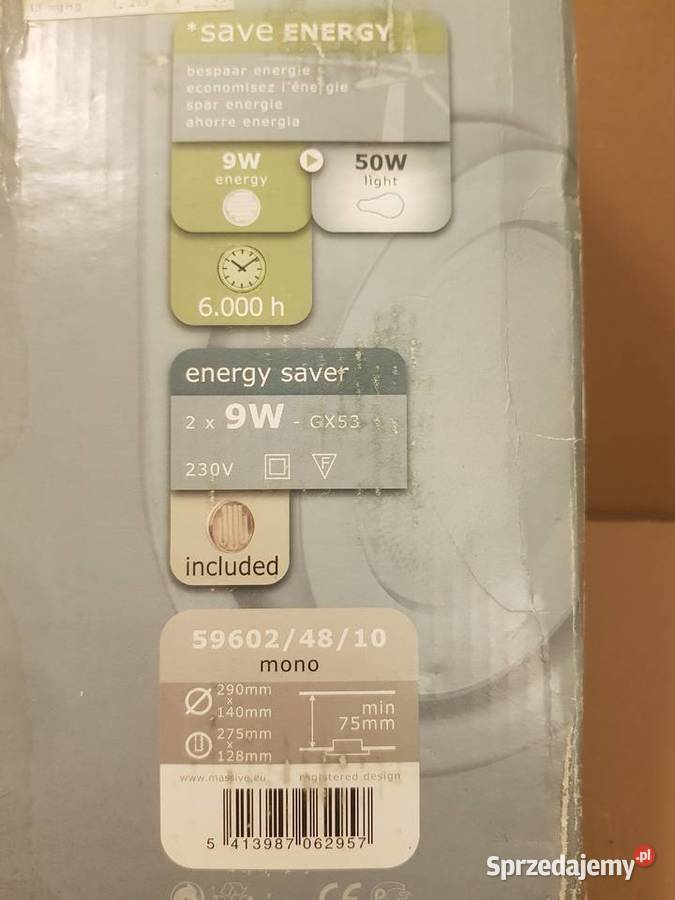 *save ENERGY
bespaar energie
economisez l'énergie
spar energie
ahorre energia
9W
energy
50W
light
6.000 h
energy saver
2 x 9W - GX53
230V
F
included
59602/48/10
mono
290mm
x
140mm
275mm
x
128mm
min
75mm
www.massive.eu registered design
5 413987 062957
CE
Sprzedajemy.pl